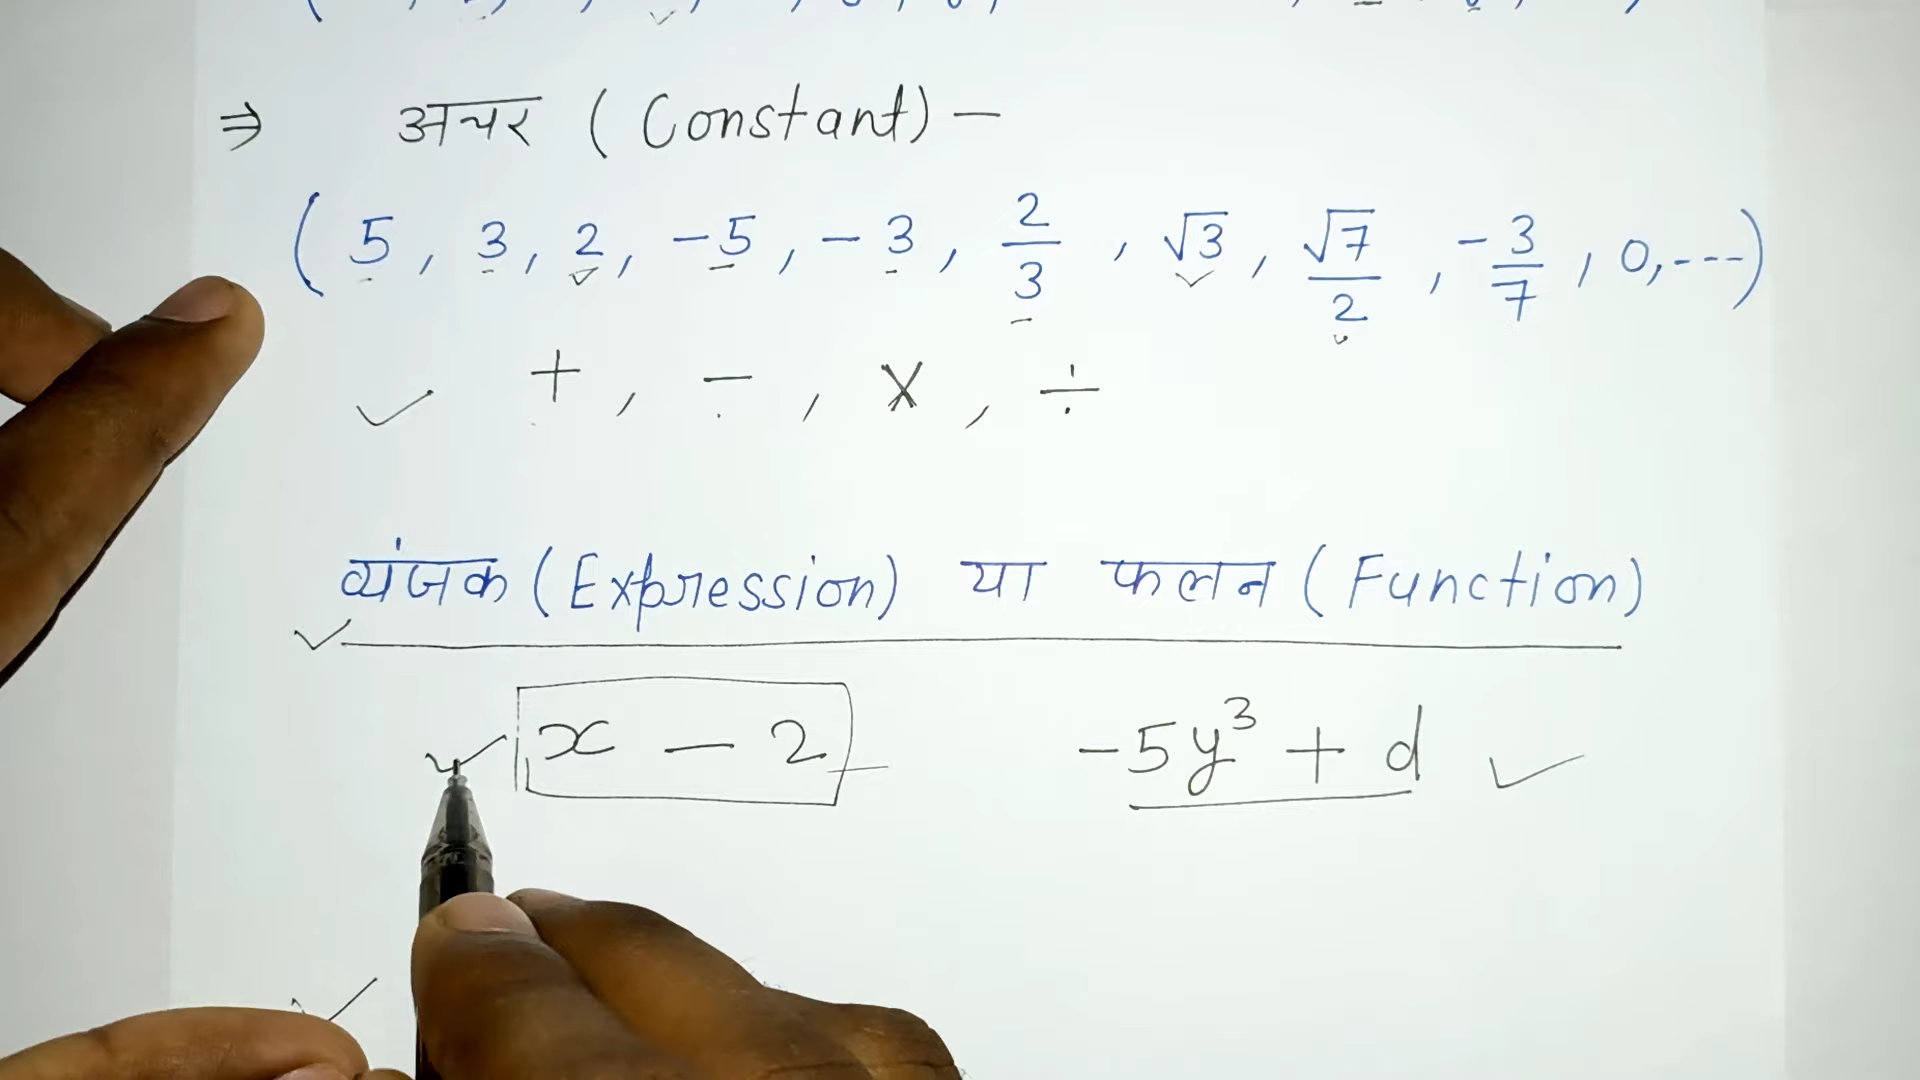 ⇒ अचर (Constant) –
(5, 3, 2, -5, -3, 2/3, √3, √7/2, -3/7, 0, ---)
+, -, ×, ÷
व्यंजक (Expression) या फलन (Function)
x - 2 -5y³ + d